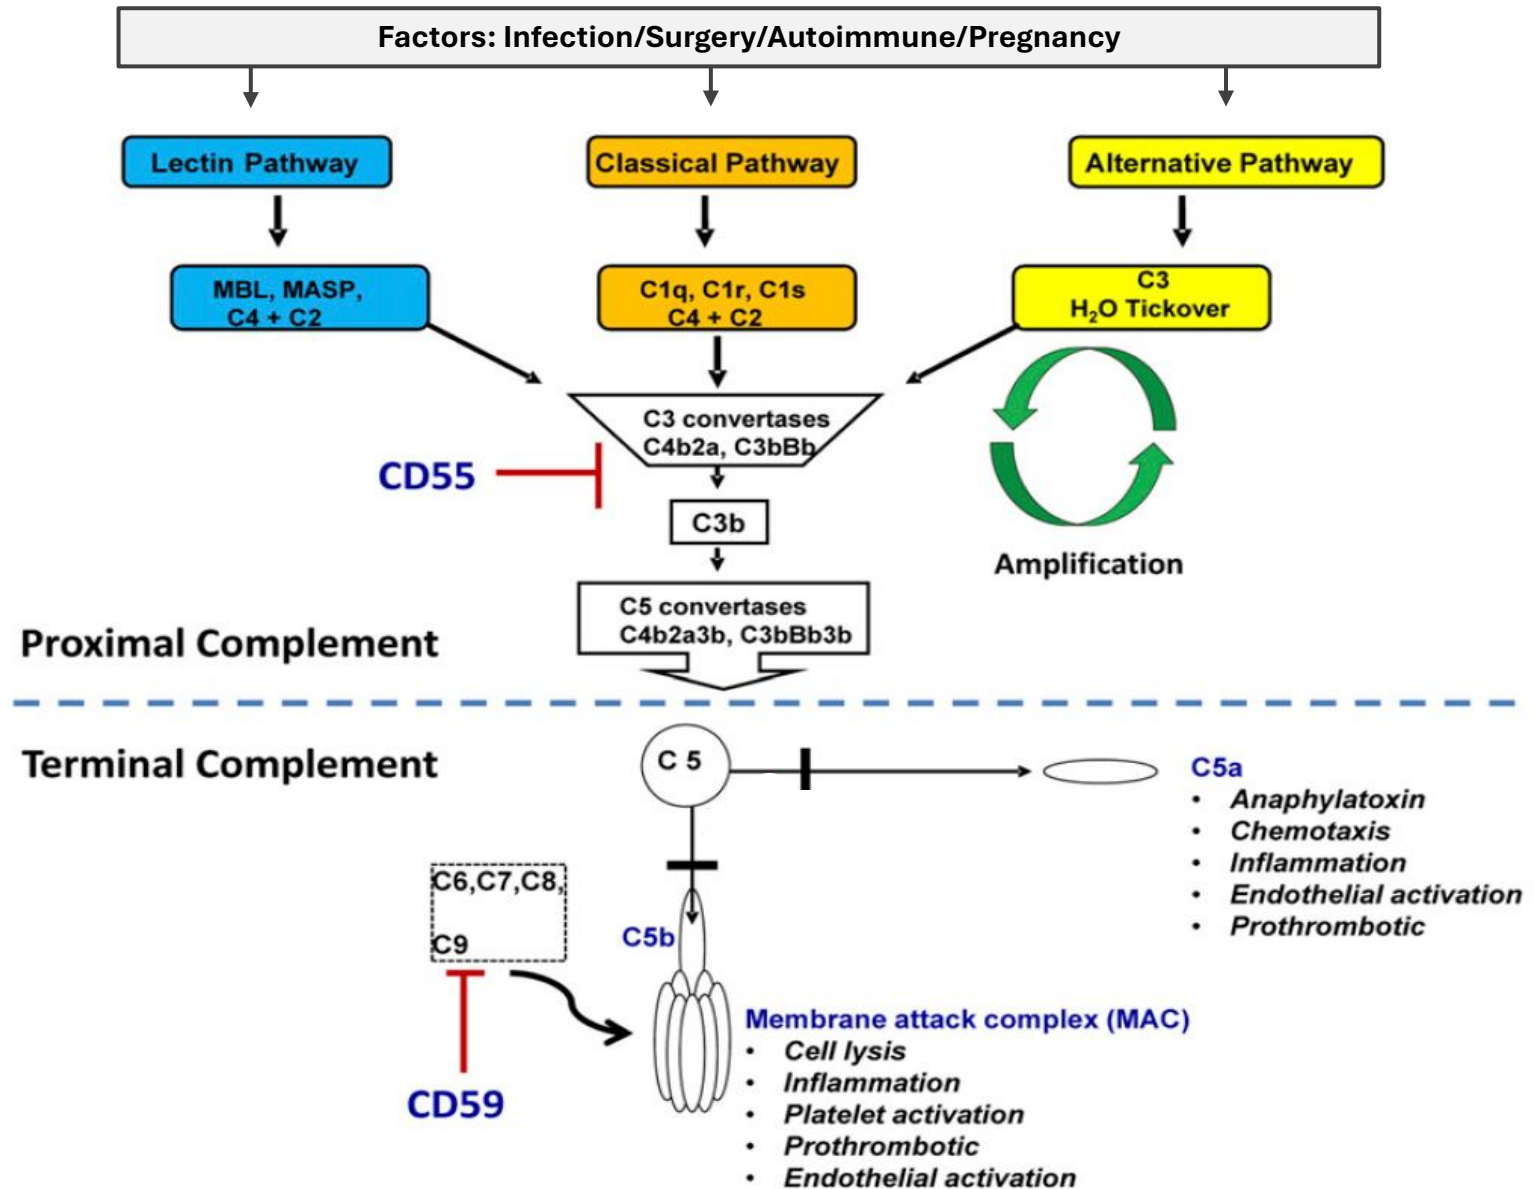 Factors: Infection/Surgery/Autoimmune/Pregnancy
Lectin Pathway
Classical Pathway
Alternative Pathway
MBL, MASP,
C4 + C2
C1q, C1r, C1s
C4 + C2
C3
H₂O Tickover
C3 convertases
C4b2a, C3bBb
CD55
C3b
Amplification
C5 convertases
C4b2a3b, C3bBb3b
Proximal Complement
Terminal Complement
C 5
C5a
• Anaphylatoxin
• Chemotaxis
• Inflammation
• Endothelial activation
• Prothrombotic
C6,C7,C8,
C9
C5b
CD59
Membrane attack complex (MAC)
• Cell lysis
• Inflammation
• Platelet activation
• Prothrombotic
• Endothelial activation